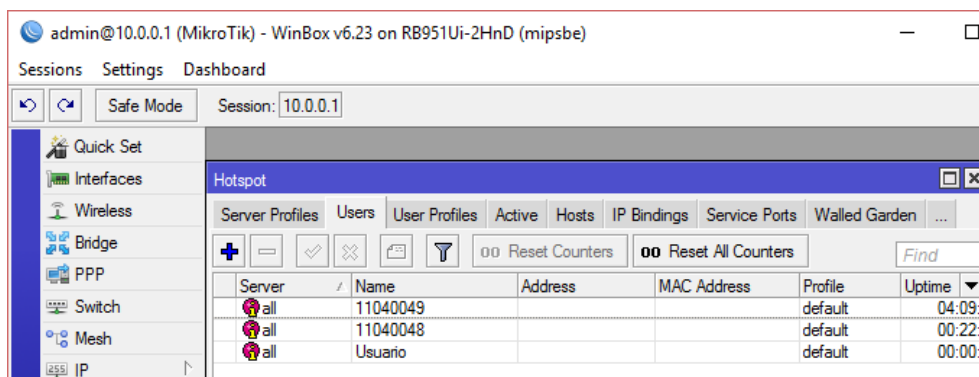 admin@10.0.0.1 (MikroTik) - WinBox v6.23 on RB951Ui-2HnD (mipsbe)
Sessions Settings Dashboard
Safe Mode Session: 10.0.0.1
Quick Set
Interfaces
Wireless
Bridge
PPP
Switch
Mesh
255 IP
Hotspot
Server Profiles Users User Profiles Active Hosts IP Bindings Service Ports Walled Garden ...
00 Reset Counters 00 Reset All Counters Find
Server Name Address MAC Address Profile Uptime
all 11040049 default 04:09:
all 11040048 default 00:22:
all Usuario default 00:00: